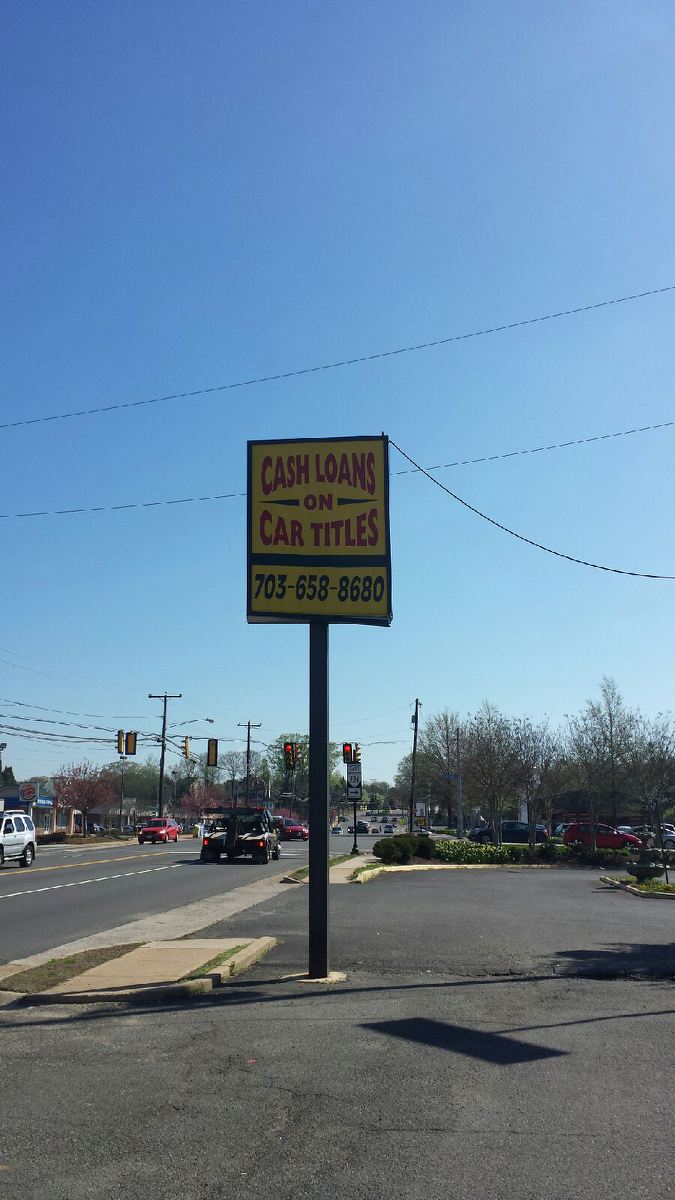 CASH LOANS
ON
CAR TITLES
703-658-8680